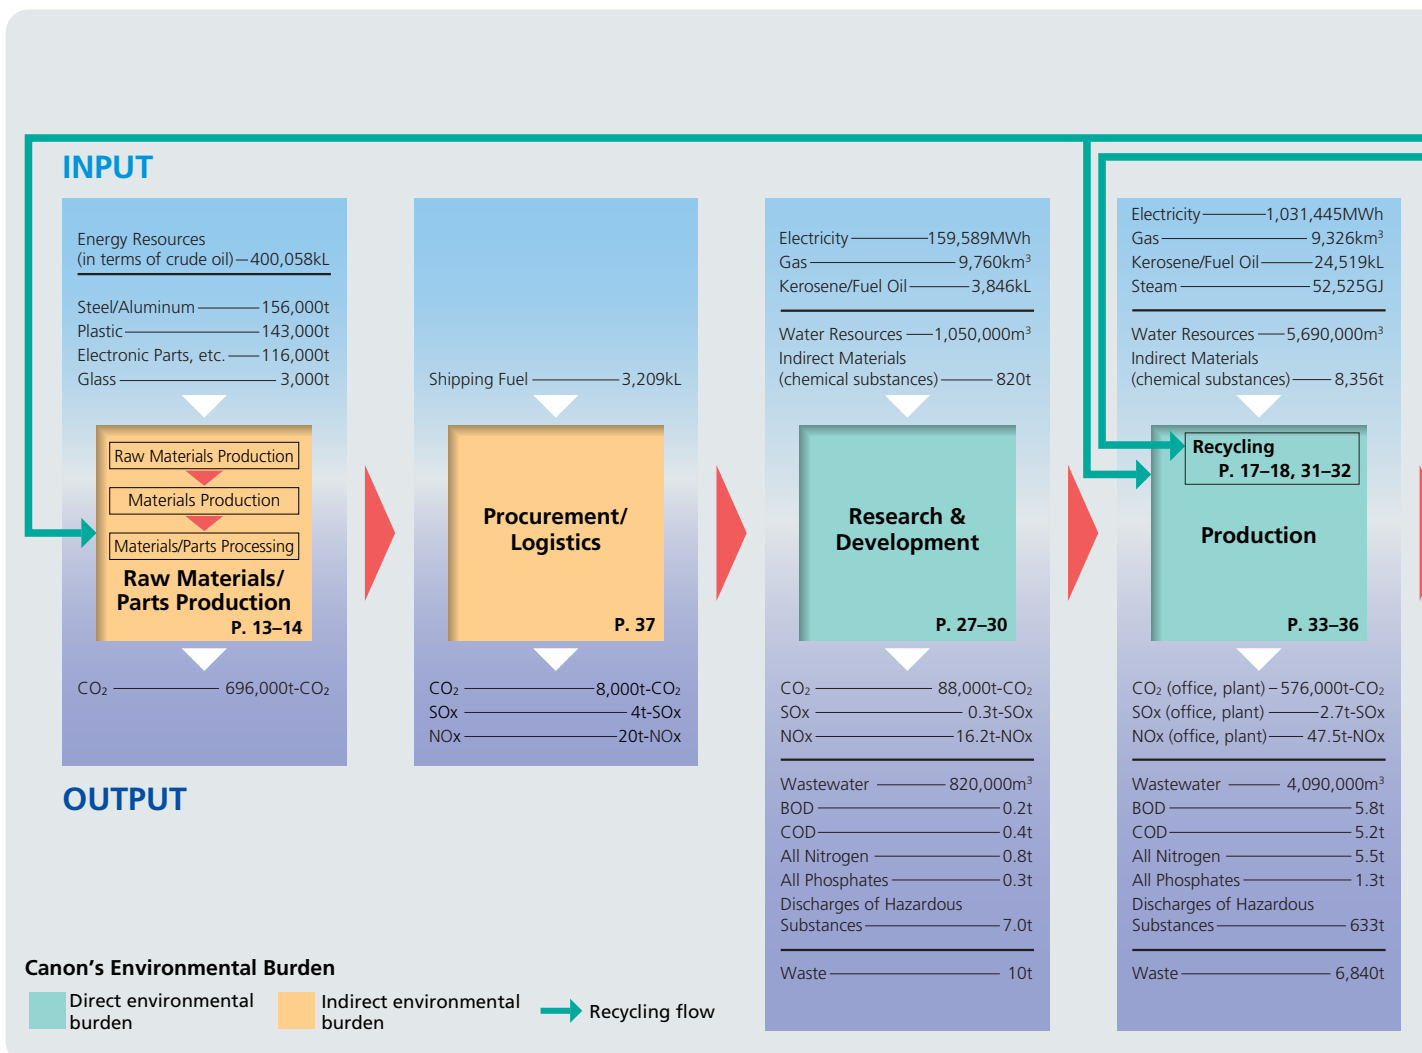 INPUT
Energy Resources
(in terms of crude oil) 400,058kL
Steel/Aluminum 156,000t
Plastic 143,000t
Electronic Parts, etc. 116,000t
Glass 3,000t
Raw Materials Production
Materials Production
Materials/Parts Processing
Raw Materials/
Parts Production
P. 13–14
CO₂ 696,000t-CO₂
Shipping Fuel 3,209kL
Procurement/
Logistics
P. 37
CO₂ 8,000t-CO₂
SOx 4t-SOx
NOx 20t-NOx
Electricity 159,589MWh
Gas 9,760km³
Kerosene/Fuel Oil 3,846kL
Water Resources 1,050,000m³
Indirect Materials
(chemical substances) 820t
Research &
Development
P. 27–30
CO₂ 88,000t-CO₂
SOx 0.3t-SOx
NOx 16.2t-NOx
Wastewater 820,000m³
BOD 0.2t
COD 0.4t
All Nitrogen 0.8t
All Phosphates 0.3t
Discharges of Hazardous
Substances 7.0t
Waste 10t
Electricity 1,031,445MWh
Gas 9,326km³
Kerosene/Fuel Oil 24,519kL
Steam 52,525GJ
Water Resources 5,690,000m³
Indirect Materials
(chemical substances) 8,356t
Recycling
P. 17–18, 31–32
Production
P. 33–36
CO₂ (office, plant) 576,000t-CO₂
SOx (office, plant) 2.7t-SOx
NOx (office, plant) 47.5t-NOx
Wastewater 4,090,000m³
BOD 5.8t
COD 5.2t
All Nitrogen 5.5t
All Phosphates 1.3t
Discharges of Hazardous
Substances 633t
Waste 6,840t
OUTPUT
Canon's Environmental Burden
Direct environmental
burden
Indirect environmental
burden
Recycling flow